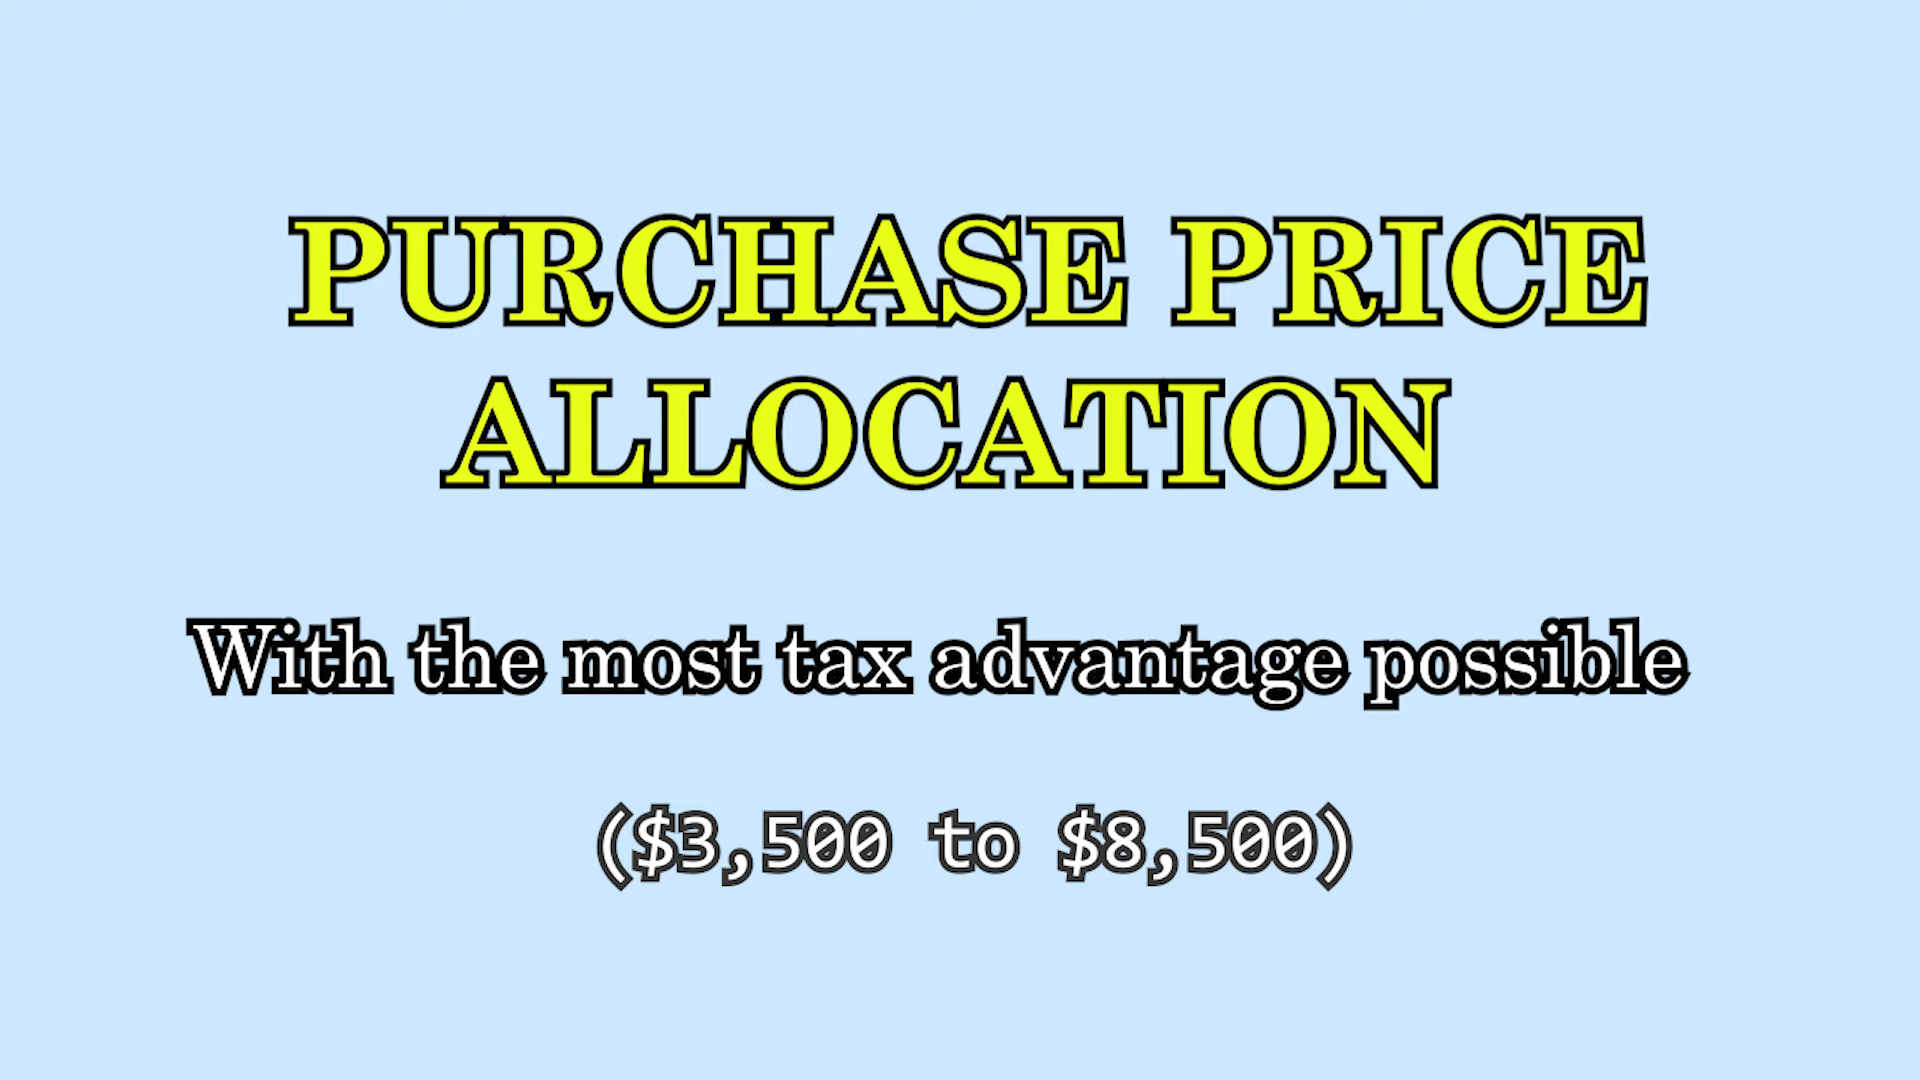 PURCHASE PRICE
ALLOCATION
With the most tax advantage possible
($3,500 to $8,500)